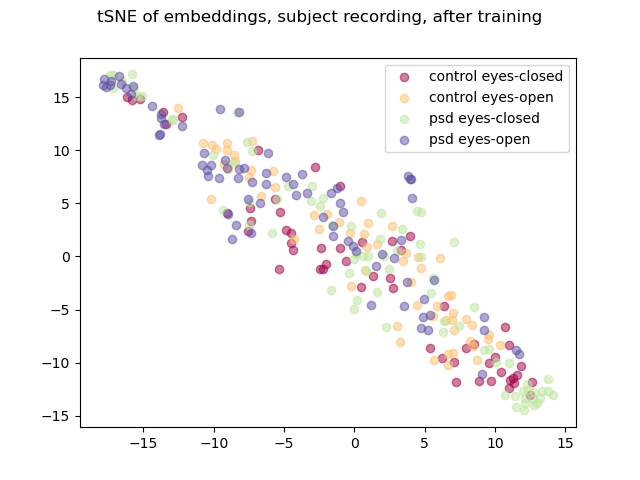 tSNE of embeddings, subject recording, after training
control eyes-closed
control eyes-open
psd eyes-closed
psd eyes-open
15
10
5
0
−5
−10
−15
−15
−10
−5
0
5
10
15